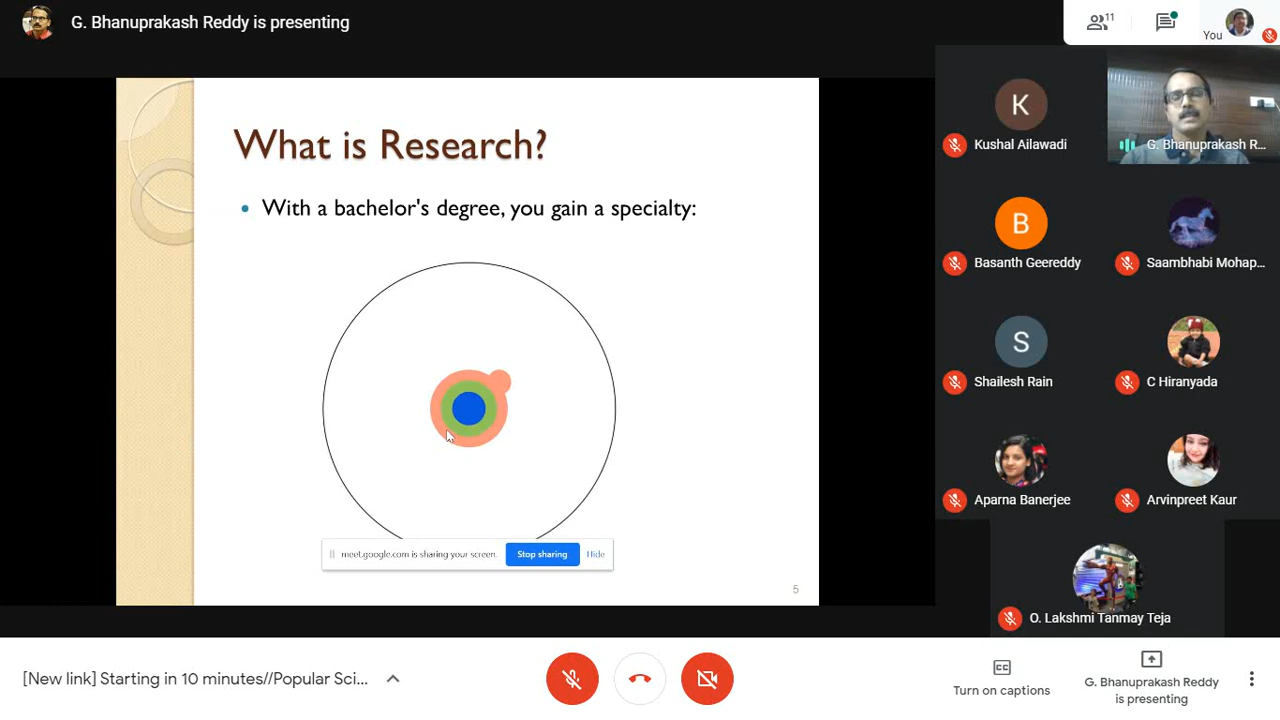 G. Bhanuprakash Reddy is presenting
11
You
What is Research?
With a bachelor's degree, you gain a specialty:
meet.google.com is sharing your screen.
Stop sharing
Hide
5
K
Kushal Ailawadi
G. Bhanuprakash R...
B
Basanth Geereddy
Saambhabi Mohap...
S
Shailesh Rain
C Hiranyada
Aparna Banerjee
Arvinpreet Kaur
O. Lakshmi Tanmay Teja
[New link] Starting in 10 minutes//Popular Sci...
CC
Turn on captions
G. Bhanuprakash Reddy
is presenting